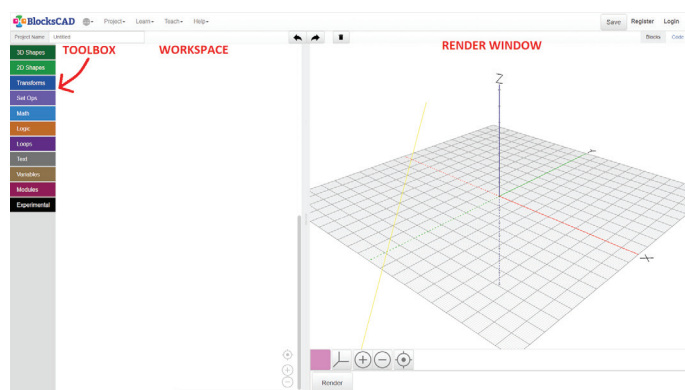 BlocksCAD Project Learn Teach Help Save Register Login
Project Name Untitled Blocks Code
TOOLBOX WORKSPACE RENDER WINDOW
3D Shapes
2D Shapes
Transforms
Set Ops
Math
Logic
Loops
Text
Variables
Modules
Experimental
Z
X
Render